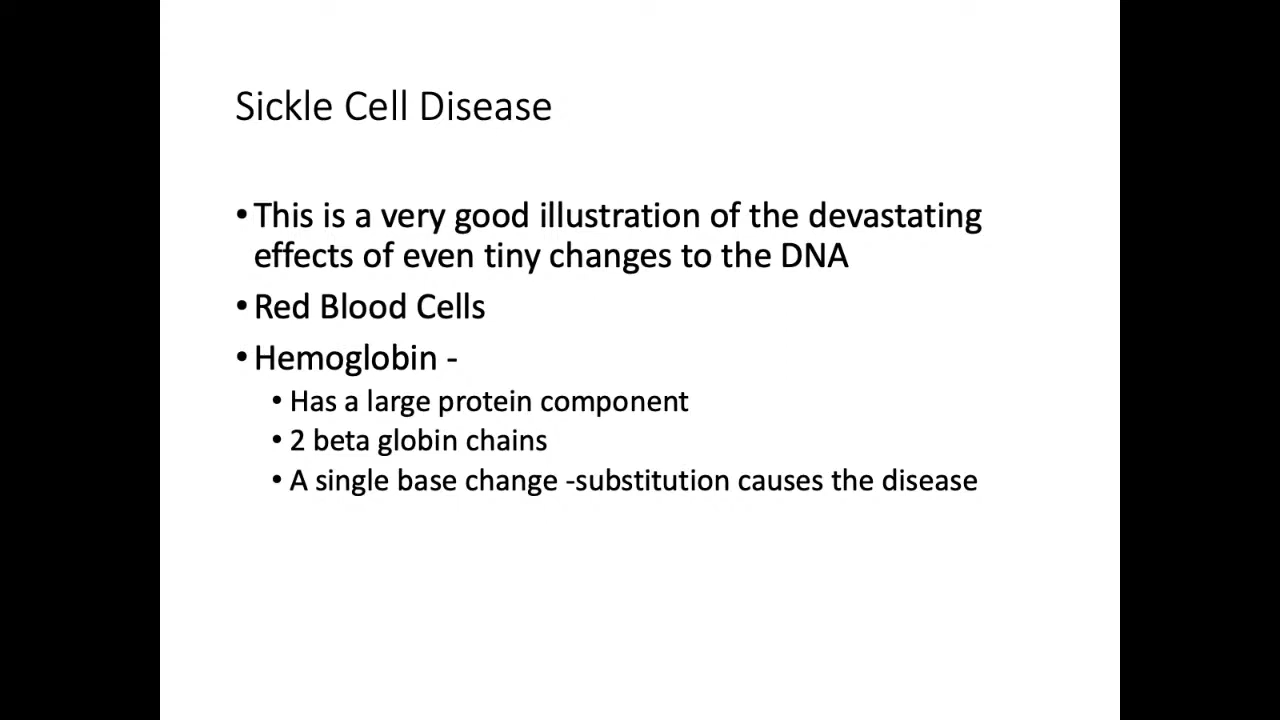 Sickle Cell Disease
• This is a very good illustration of the devastating
effects of even tiny changes to the DNA
• Red Blood Cells
• Hemoglobin -
• Has a large protein component
• 2 beta globin chains
• A single base change -substitution causes the disease